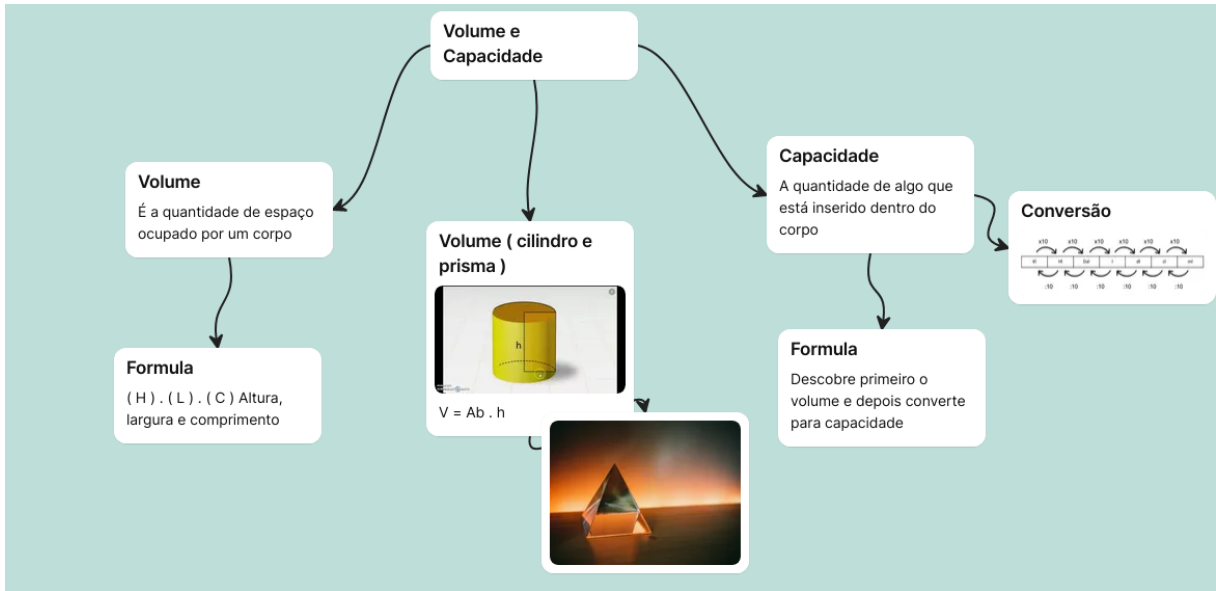 Volume e
Capacidade
Volume
É a quantidade de espaço
ocupado por um corpo
Formula
( H ) . ( L ) . ( C ) Altura,
largura e comprimento
Volume ( cilindro e
prisma )
h
V = Ab . h
Capacidade
A quantidade de algo que
está inserido dentro do
corpo
Formula
Descobre primeiro o
volume e depois converte
para capacidade
Conversão
x10 x10 x10 x10 x10 x10
:10 :10 :10 :10 :10 :10